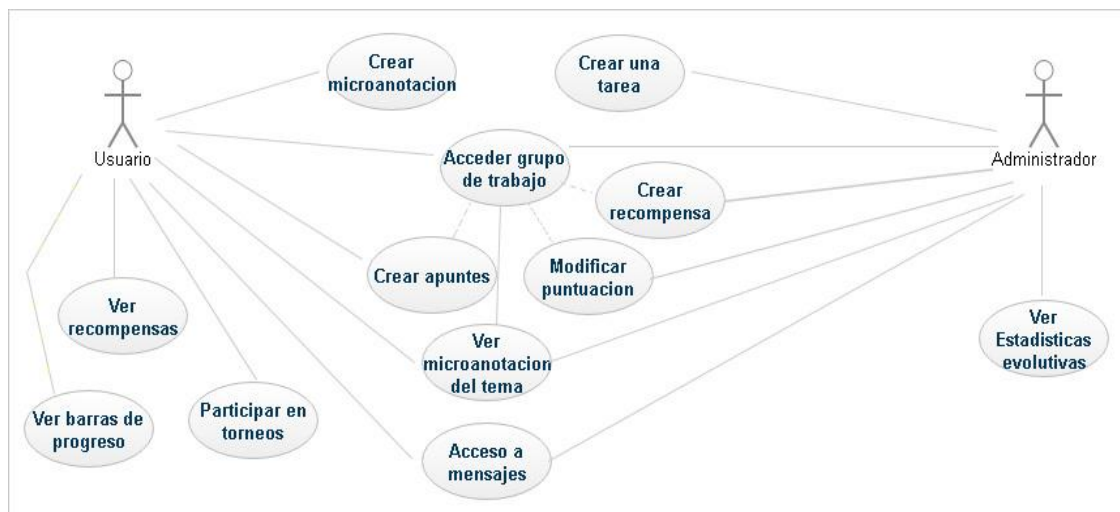 Crear
microanotacion
Crear una
tarea
Usuario
Administrador
Acceder grupo
de trabajo
Crear
recompensa
Crear apuntes
Modificar
puntuacion
Ver
recompensas
Ver
microanotacion
del tema
Ver
Estadisticas
evolutivas
Ver barras de
progreso
Participar en
torneos
Acceso a
mensajes